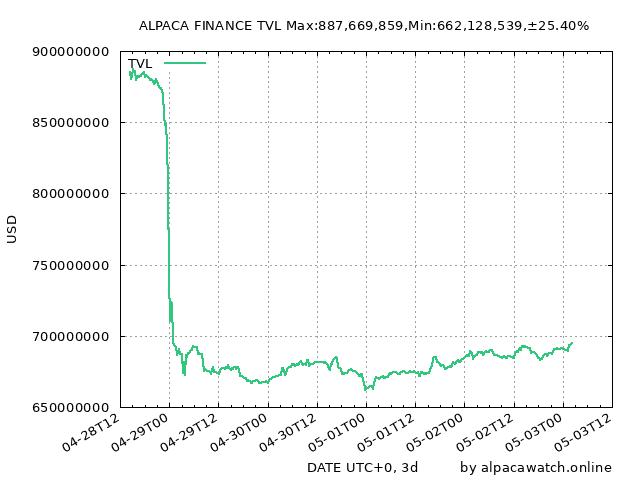 ALPACA FINANCE TVL Max:887,669,859,Min:662,128,539,±25.40%
900000000
TVL
850000000
800000000
USD
750000000
700000000
650000000
04-28T12
04-29T00
04-29T12
04-30T00
04-30T12
05-01T00
05-01T12
05-02T00
05-02T12
05-03T00
05-03T12
DATE UTC+0, 3d
by alpacawatch.online